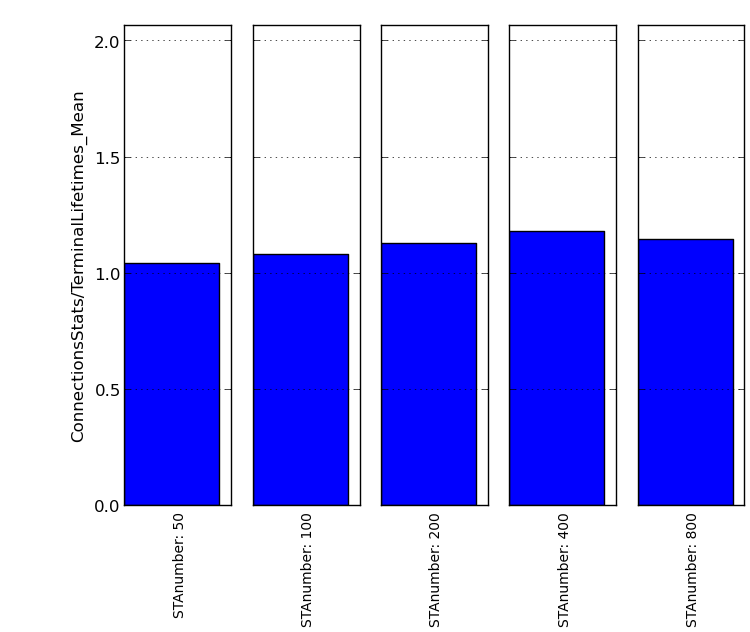 ConnectionsStats/TerminalLifetimes_Mean
2.0
1.5
1.0
0.5
0.0
STAnumber: 50
STAnumber: 100
STAnumber: 200
STAnumber: 400
STAnumber: 800